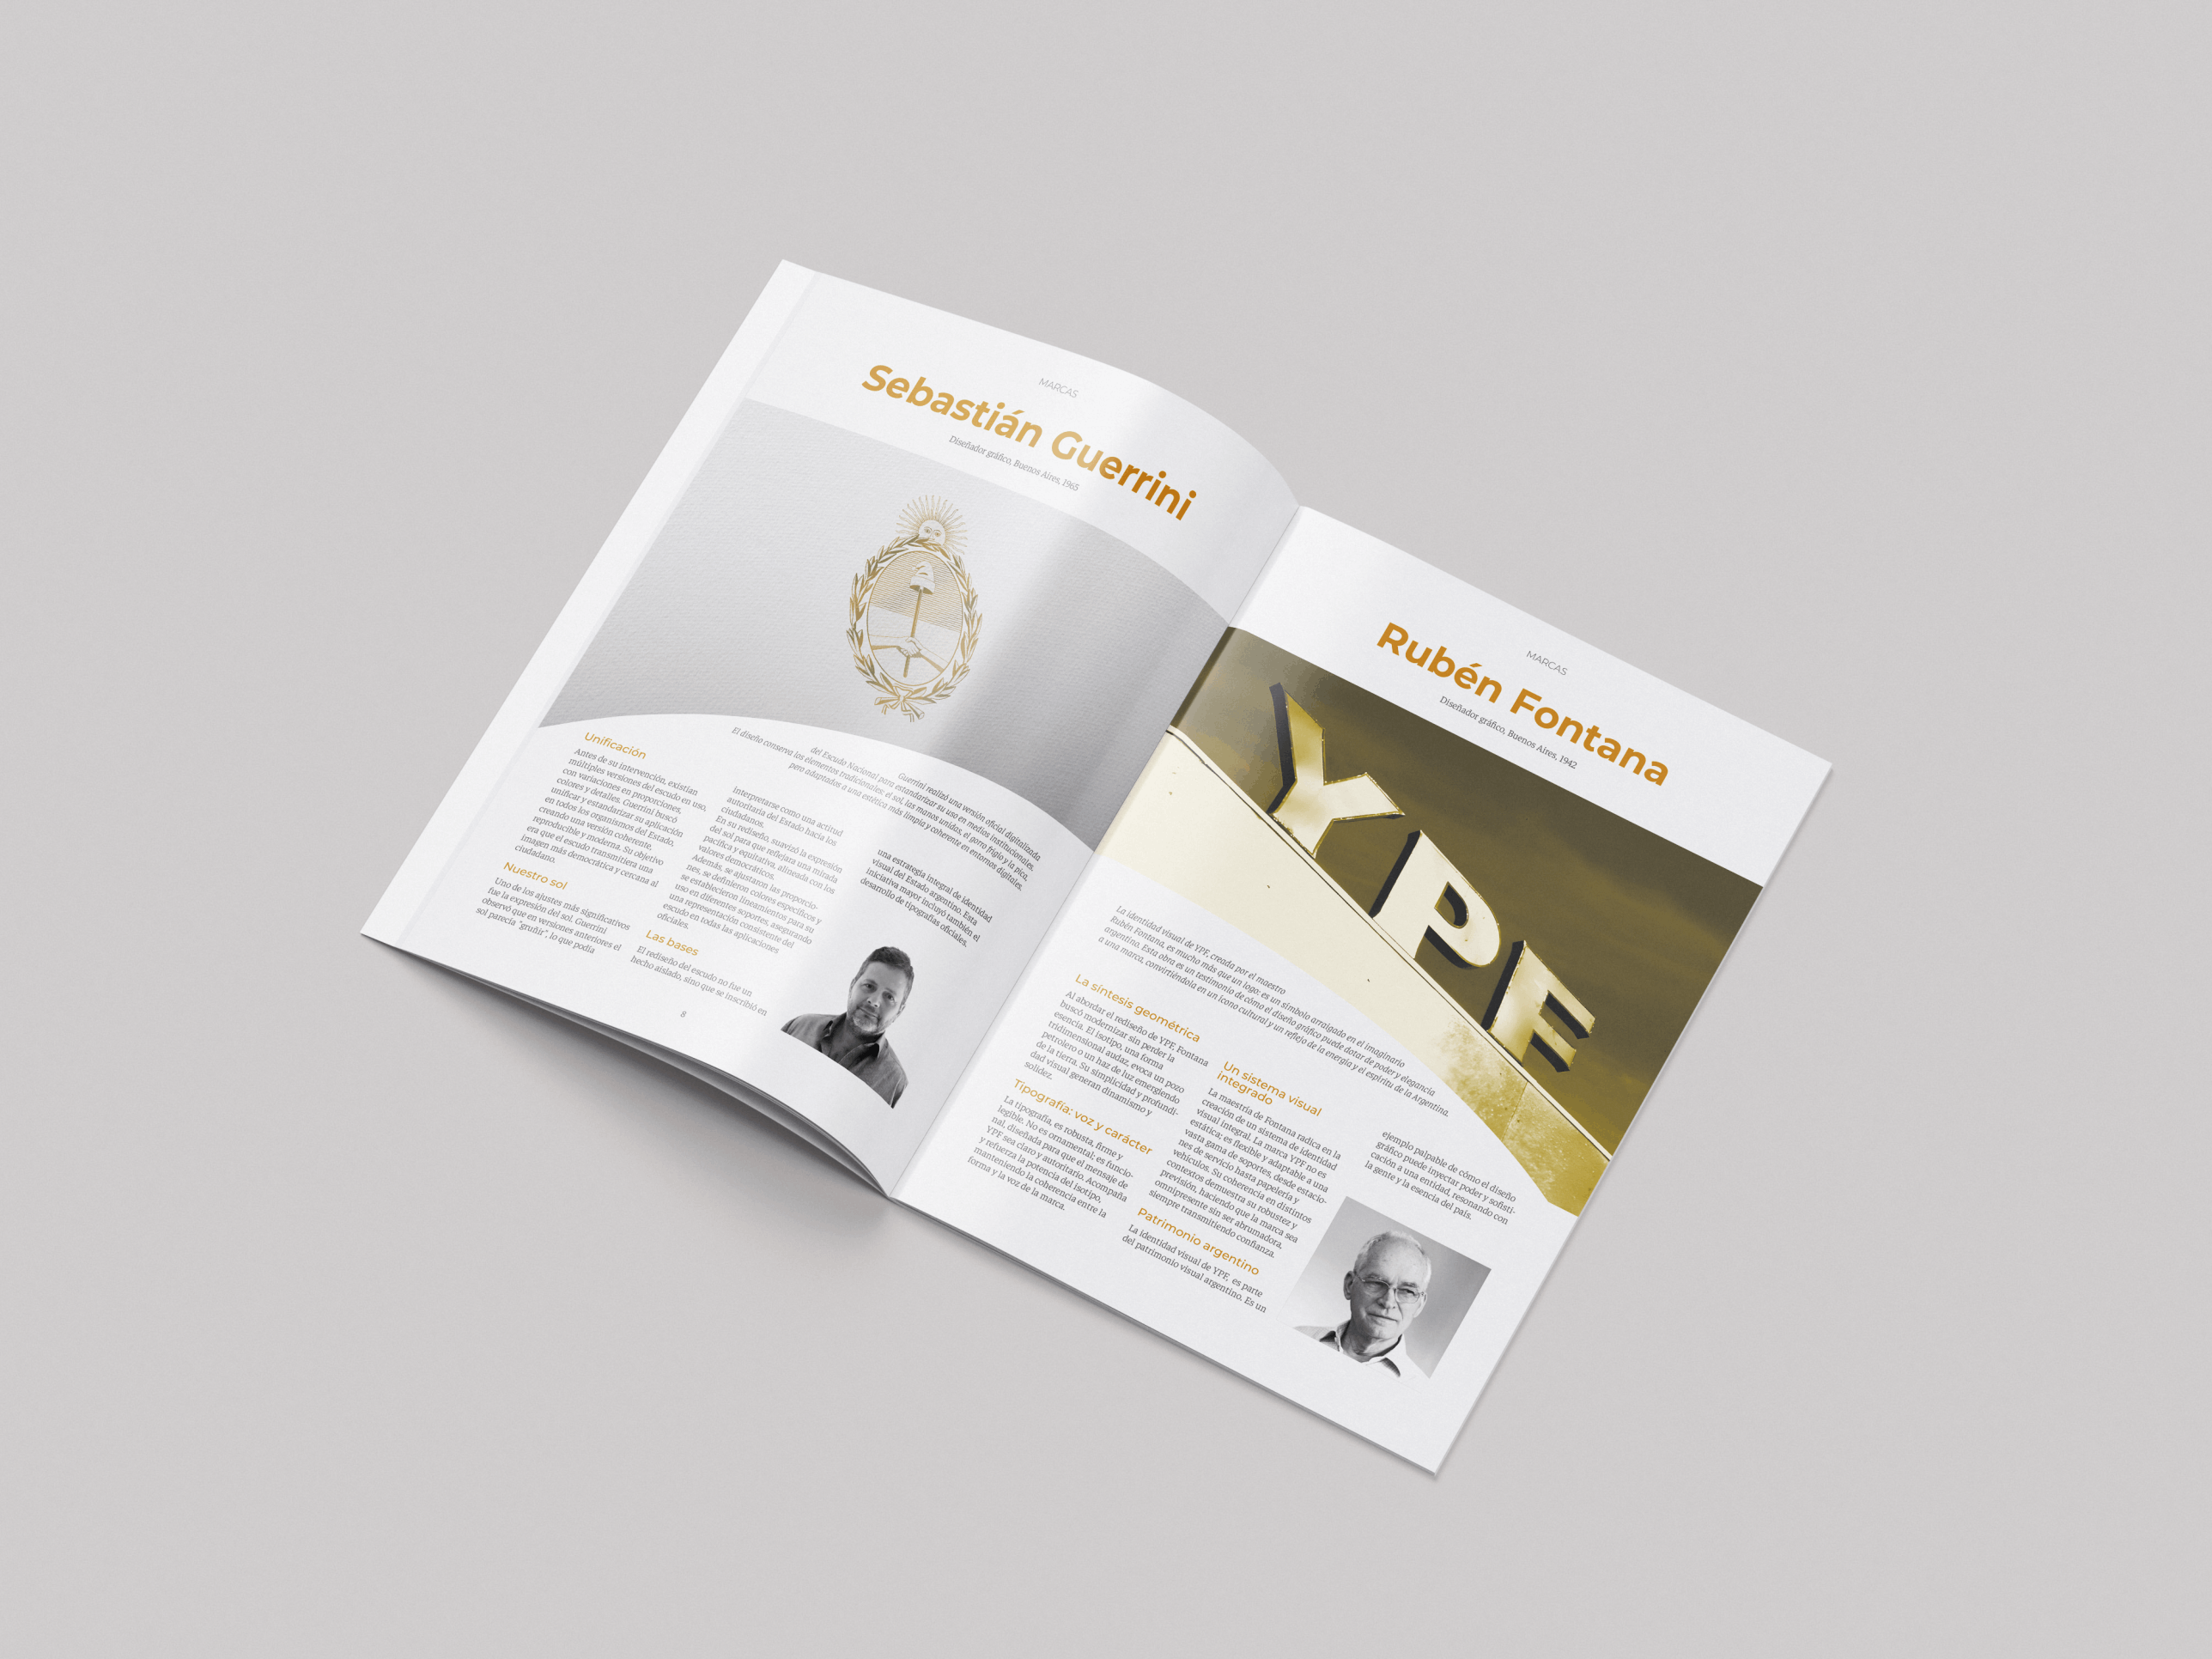 MARCAS
Sebastián Guerrini
Diseñador gráfico, Buenos Aires, 1965
Guerrini realizó una versión oficial digitalizada
del Escudo Nacional para estandarizar su uso en medios institucionales.
El diseño conserva los elementos tradicionales: el sol, las manos unidas, el gorro frigio y la pica,
pero adaptados a una estética más limpia y coherente en entornos digitales.
Unificación
Antes de su intervención, existían
múltiples versiones del escudo en uso,
con variaciones en proporciones,
colores y detalles. Guerrini buscó
unificar y estandarizar su aplicación
en todos los organismos del Estado,
creando una versión coherente,
reproducible y moderna. Su objetivo
era que el escudo transmitiera una
imagen más democrática y cercana al
ciudadano.
Nuestro sol
Uno de los ajustes más significativos
fue la expresión del sol. Guerrini
observó que en versiones anteriores el
sol parecía “gruñir”, lo que podía
interpretarse como una actitud
autoritaria del Estado hacia los
ciudadanos.
En su rediseño, suavizó la expresión
del sol para que reflejara una mirada
pacífica y equitativa, alineada con los
valores democráticos.
Además, se ajustaron las proporcio-
nes, se definieron colores específicos y
se establecieron lineamientos para su
uso en diferentes soportes, asegurando
una representación consistente del
escudo en todas las aplicaciones
oficiales.
Las bases
El rediseño del escudo no fue un
hecho aislado, sino que se inscribió en
una estrategia integral de identidad
visual del Estado argentino. Esta
iniciativa mayor incluyó también el
desarrollo de tipografías oficiales.
8
MARCAS
Rubén Fontana
Diseñador gráfico, Buenos Aires, 1942
YPF
La identidad visual de YPF, creada por el maestro
Rubén Fontana, es mucho más que un logo: es un símbolo arraigado en el imaginario
argentino. Esta obra es un testimonio de cómo el diseño gráfico puede dotar de poder y elegancia
a una marca, convirtiéndola en un ícono cultural y un reflejo de la energía y el espíritu de la Argentina.
La síntesis geométrica
Al abordar el rediseño de YPF, Fontana
buscó modernizar sin perder la
esencia. El isotipo, una forma
tridimensional audaz, evoca un pozo
petrolero o un haz de luz emergiendo
de la tierra. Su simplicidad y profundi-
dad visual generan dinamismo y
solidez.
Tipografía: voz y carácter
La tipografía, es robusta, firme y
legible. No es ornamental; es funcio-
nal, diseñada para que el mensaje de
YPF sea claro y autoritario. Acompaña
y refuerza la potencia del isotipo,
manteniendo la coherencia entre la
forma y la voz de la marca.
Un sistema visual
integrado
La maestría de Fontana radica en la
creación de un sistema de identidad
visual integral. La marca YPF no es
estática; es flexible y adaptable a una
vasta gama de soportes, desde estacio-
nes de servicio hasta papelería y
vehículos. Su coherencia en distintos
contextos demuestra su robustez y
previsión, haciendo que la marca sea
omnipresente sin ser abrumadora,
siempre transmitiendo confianza.
Patrimonio argentino
La identidad visual de YPF, es parte
del patrimonio visual argentino. Es un
ejemplo palpable de cómo el diseño
gráfico puede inyectar poder y sofisti-
cación a una entidad, resonando con
la gente y la esencia del país.